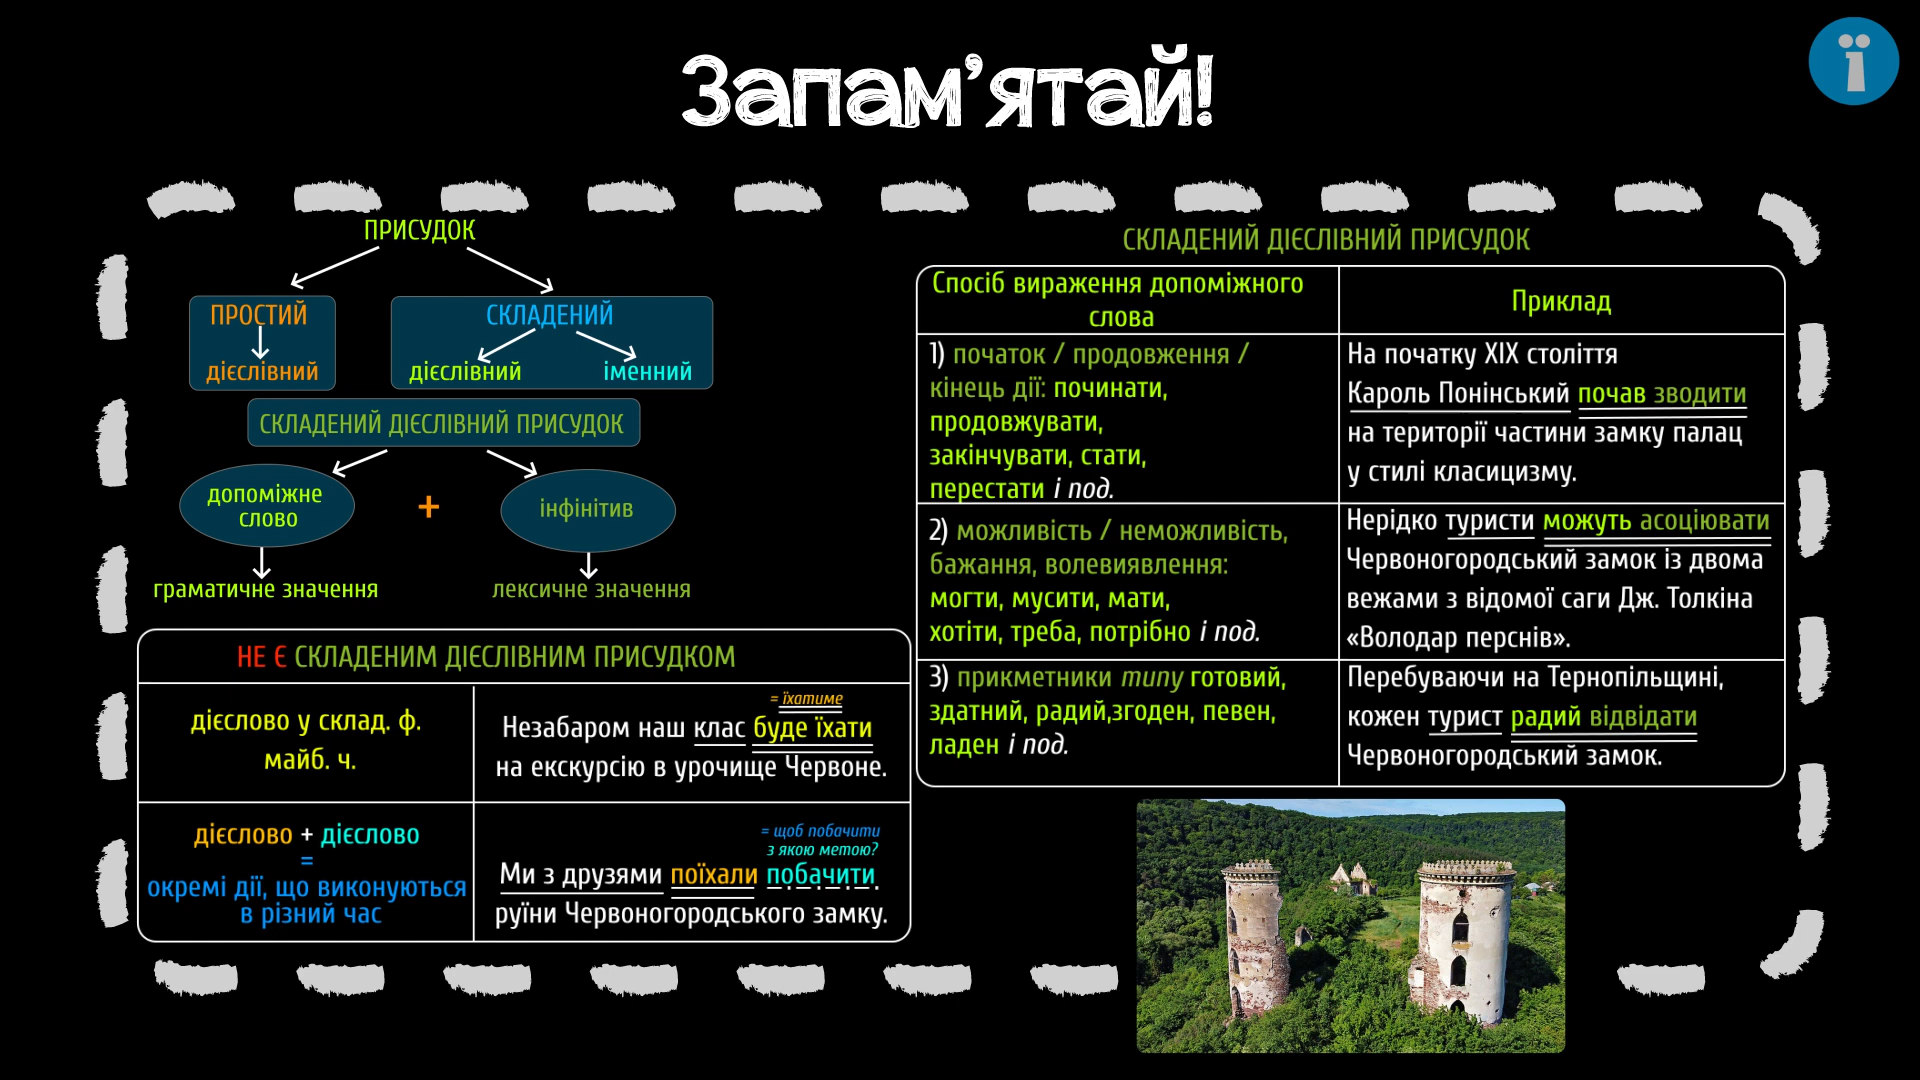 ї
Запам’ятай!
ПРИСУДОК
ПРОСТИЙ
дієслівний
СКЛАДЕНИЙ
дієслівний іменний
СКЛАДЕНИЙ ДІЄСЛІВНИЙ ПРИСУДОК
допоміжне
слово
+
інфінітив
граматичне значення
лексичне значення
НЕ Є СКЛАДЕНИМ ДІЄСЛІВНИМ ПРИСУДКОМ
дієслово у склад. ф.
майб. ч.
= їхатиме
Незабаром наш клас буде їхати
на екскурсію в урочище Червоне.
дієслово + дієслово
=
окремі дії, що виконуються
в різний час
= щоб побачити
з якою метою?
Ми з друзями поїхали побачити
руїни Червоногородського замку.
СКЛАДЕНИЙ ДІЄСЛІВНИЙ ПРИСУДОК
Спосіб вираження допоміжного
слова
Приклад
1) початок / продовження /
кінець дії: починати,
продовжувати,
закінчувати, стати,
перестати і под.
На початку XIX століття
Кароль Понінський почав зводити
на території частини замку палац
у стилі класицизму.
2) можливість / неможливість,
бажання, волевиявлення:
могти, мусити, мати,
хотіти, треба, потрібно і под.
Нерідко туристи можуть асоціювати
Червоногородський замок із двома
вежами з відомої саги Дж. Толкіна
«Володар перснів».
3) прикметники типу готовий,
здатний, радий,згоден, певен,
ладен і под.
Перебуваючи на Тернопільщині,
кожен турист радий відвідати
Червоногородський замок.